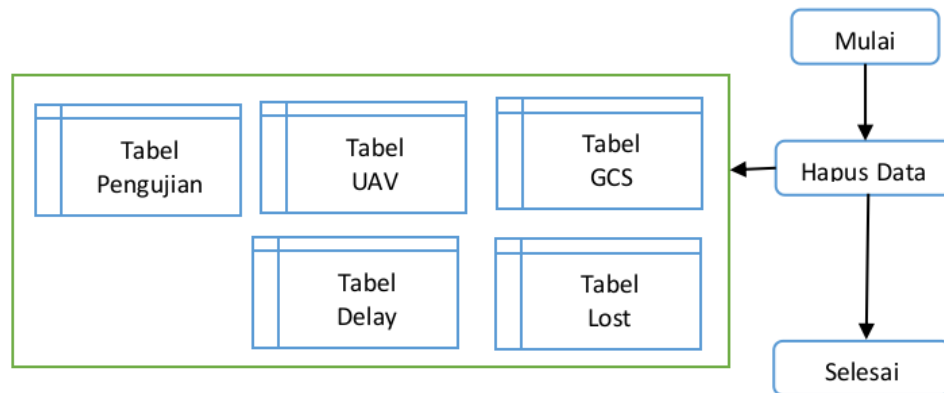 Mulai
Hapus Data
Selesai
Tabel
Pengujian
Tabel
UAV
Tabel
GCS
Tabel
Delay
Tabel
Lost